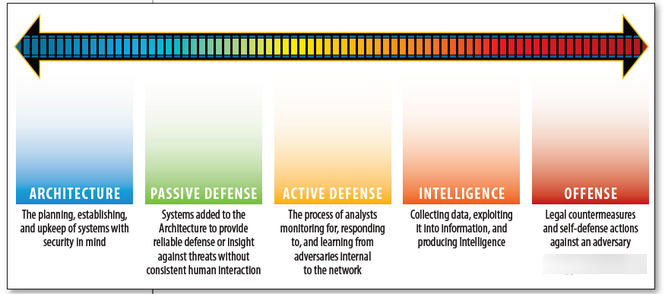 ARCHITECTURE
The planning, establishing,
and upkeep of systems with
security in mind
PASSIVE DEFENSE
Systems added to the
Architecture to provide
reliable defense or insight
against threats without
consistent human interaction
ACTIVE DEFENSE
The process of analysts
monitoring for, responding
to, and learning from
adversaries internal
to the network
INTELLIGENCE
Collecting data, exploiting
it into information, and
producing Intelligence
OFFENSE
Legal countermeasures
and self-defense actions
against an adversary